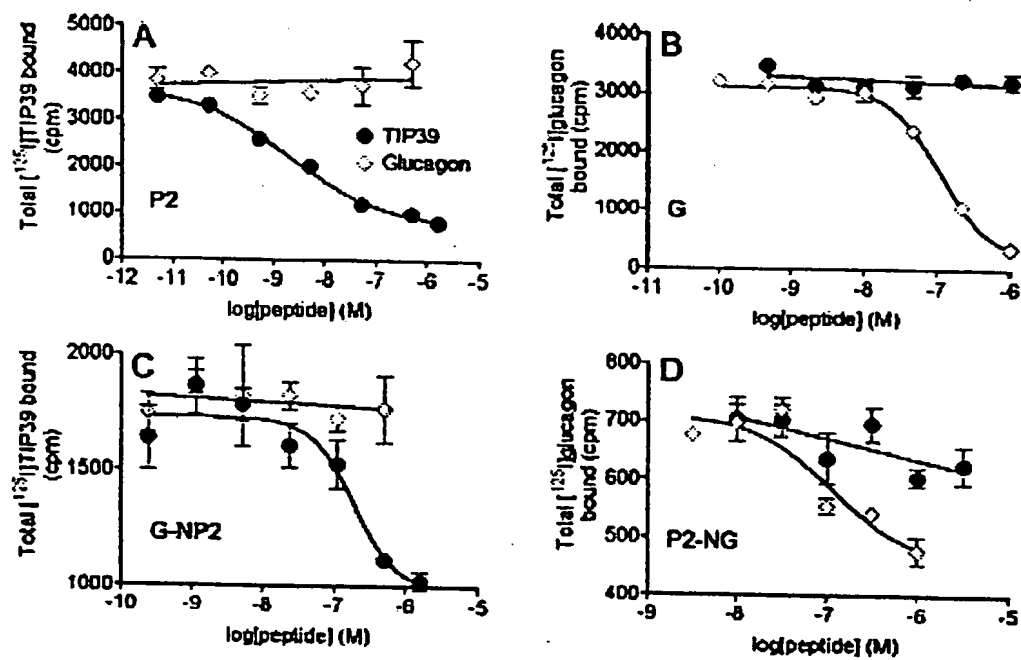 A
Total [125I]TIP39 bound
(cpm)
5000
4000
3000
2000
1000
0
TIP39
Glucagon
P2
-12 -11 -10 -9 -8 -7 -6 -5
log[peptide] (M)
B
Total [125I]glucagon
bound (cpm)
4000
3000
2000
1000
0
G
-11 -10 -9 -8 -7 -6
log[peptide] (M)
C
Total [125I]TIP39 bound
(cpm)
2000
1500
1000
G-NP2
-10 -9 -8 -7 -6 -5
log[peptide] (M)
D
Total [125I]glucagon
bound (cpm)
800
700
600
500
400
P2-NG
-9 -8 -7 -6 -5
log[peptide] (M)